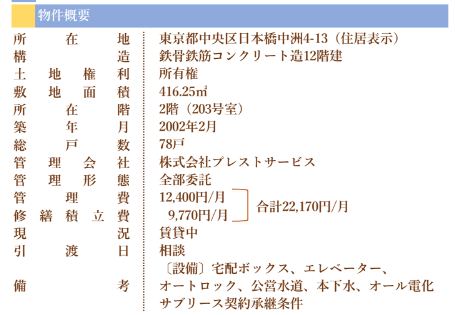 物件概要
所在地 東京都中央区日本橋中洲4-13（住居表示）
構造 鉄骨鉄筋コンクリート造12階建
土地権利 所有権
敷地面積 416.25㎡
所在階 2階（203号室）
築年月 2002年2月
総戸数 78戸
管理会社 株式会社プレストサービス
管理形態 全部委託
管理費 12,400円/月
修繕積立費 9,770円/月
合計22,170円/月
現況 賃貸中
引渡日 相談
〔設備〕宅配ボックス、エレベーター、
備考 オートロック、公営水道、本下水、オール電化
サブリース契約承継条件